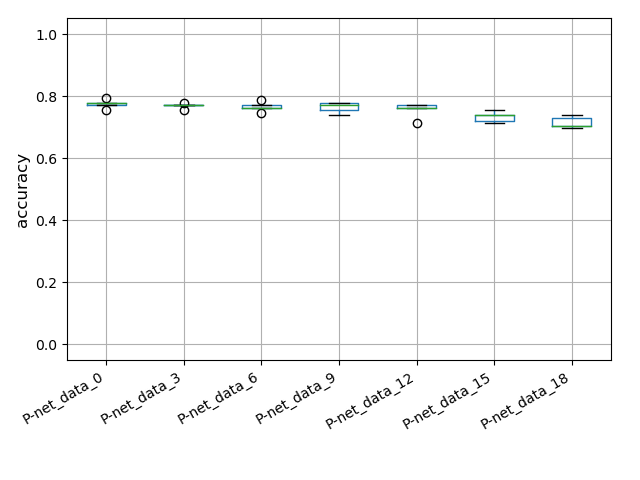 1.0
0.8
0.6
0.4
0.2
0.0
accuracy
P-net_data_0
P-net_data_3
P-net_data_6
P-net_data_9
P-net_data_12
P-net_data_15
P-net_data_18